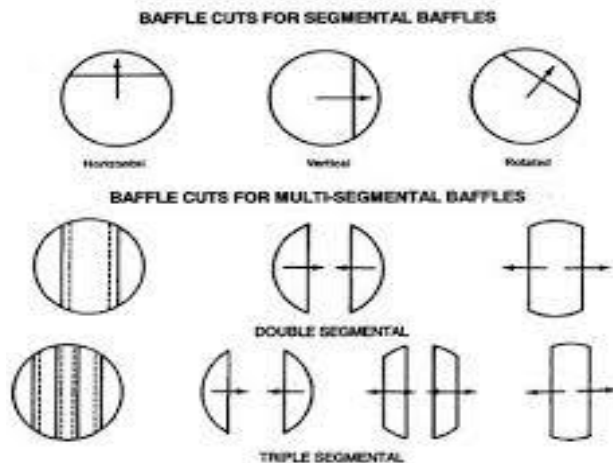 BAFFLE CUTS FOR SEGMENTAL BAFFLES
Horizontal Vertical Rotated
BAFFLE CUTS FOR MULTI-SEGMENTAL BAFFLES
DOUBLE SEGMENTAL
TRIPLE SEGMENTAL